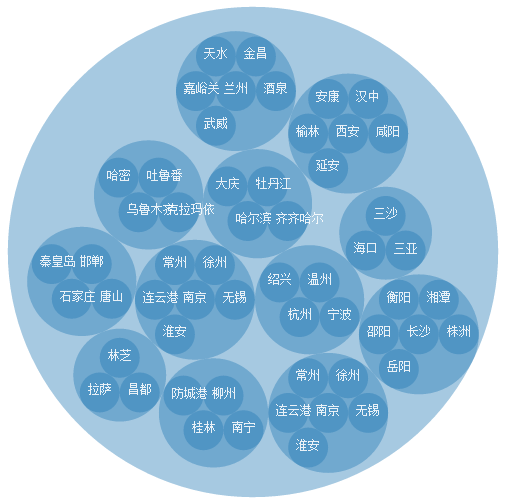 天水 金昌
嘉峪关 兰州 酒泉
武威
安康 汉中
榆林 西安 咸阳
延安
哈密 吐鲁番
乌鲁木齐 克拉玛依
大庆 牡丹江
哈尔滨 齐齐哈尔
三沙
海口 三亚
秦皇岛 邯郸
石家庄 唐山
常州 徐州
连云港 南京 无锡
淮安
绍兴 温州
杭州 宁波
衡阳 湘潭
邵阳 长沙 株洲
岳阳
林芝
拉萨 昌都
防城港 柳州
桂林 南宁
常州 徐州
连云港 南京 无锡
淮安